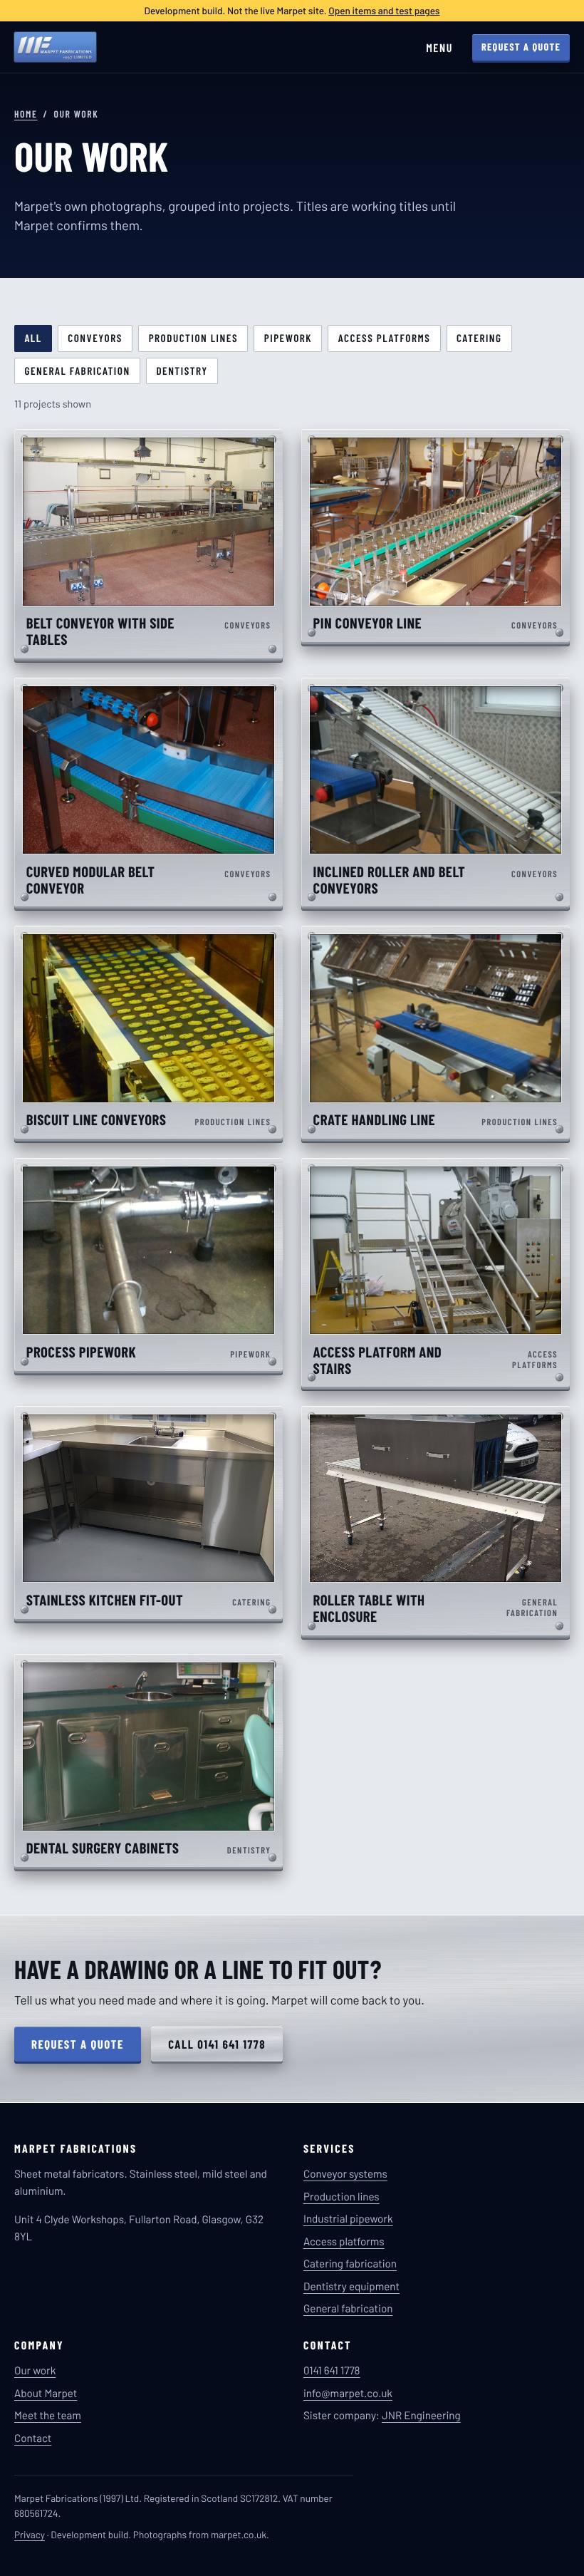 Development build. Not the live Marpet site. Open items and test pages
MF MARPET FABRICATIONS
(1997) LIMITED
MENU
REQUEST A QUOTE
HOME / OUR WORK
OUR WORK
Marpet's own photographs, grouped into projects. Titles are working titles until
Marpet confirms them.
ALL
CONVEYORS
PRODUCTION LINES
PIPEWORK
ACCESS PLATFORMS
CATERING
GENERAL FABRICATION
DENTISTRY
11 projects shown
BELT CONVEYOR WITH SIDE
TABLES
CONVEYORS
PIN CONVEYOR LINE
CONVEYORS
CURVED MODULAR BELT
CONVEYOR
CONVEYORS
INCLINED ROLLER AND BELT
CONVEYORS
CONVEYORS
BISCUIT LINE CONVEYORS
PRODUCTION LINES
CRATE HANDLING LINE
PRODUCTION LINES
PROCESS PIPEWORK
PIPEWORK
ACCESS PLATFORM AND
STAIRS
ACCESS
PLATFORMS
STAINLESS KITCHEN FIT-OUT
CATERING
ROLLER TABLE WITH
ENCLOSURE
GENERAL
FABRICATION
DENTAL SURGERY CABINETS
DENTISTRY
HAVE A DRAWING OR A LINE TO FIT OUT?
Tell us what you need made and where it is going. Marpet will come back to you.
REQUEST A QUOTE
CALL 0141 641 1778
MARPET FABRICATIONS
Sheet metal fabricators. Stainless steel, mild steel and
aluminium.
Unit 4 Clyde Workshops, Fullarton Road, Glasgow, G32
8YL
SERVICES
Conveyor systems
Production lines
Industrial pipework
Access platforms
Catering fabrication
Dentistry equipment
General fabrication
COMPANY
Our work
About Marpet
Meet the team
Contact
CONTACT
0141 641 1778
info@marpet.co.uk
Sister company: JNR Engineering
Marpet Fabrications (1997) Ltd. Registered in Scotland SC172812. VAT number
680561724.
Privacy · Development build. Photographs from marpet.co.uk.